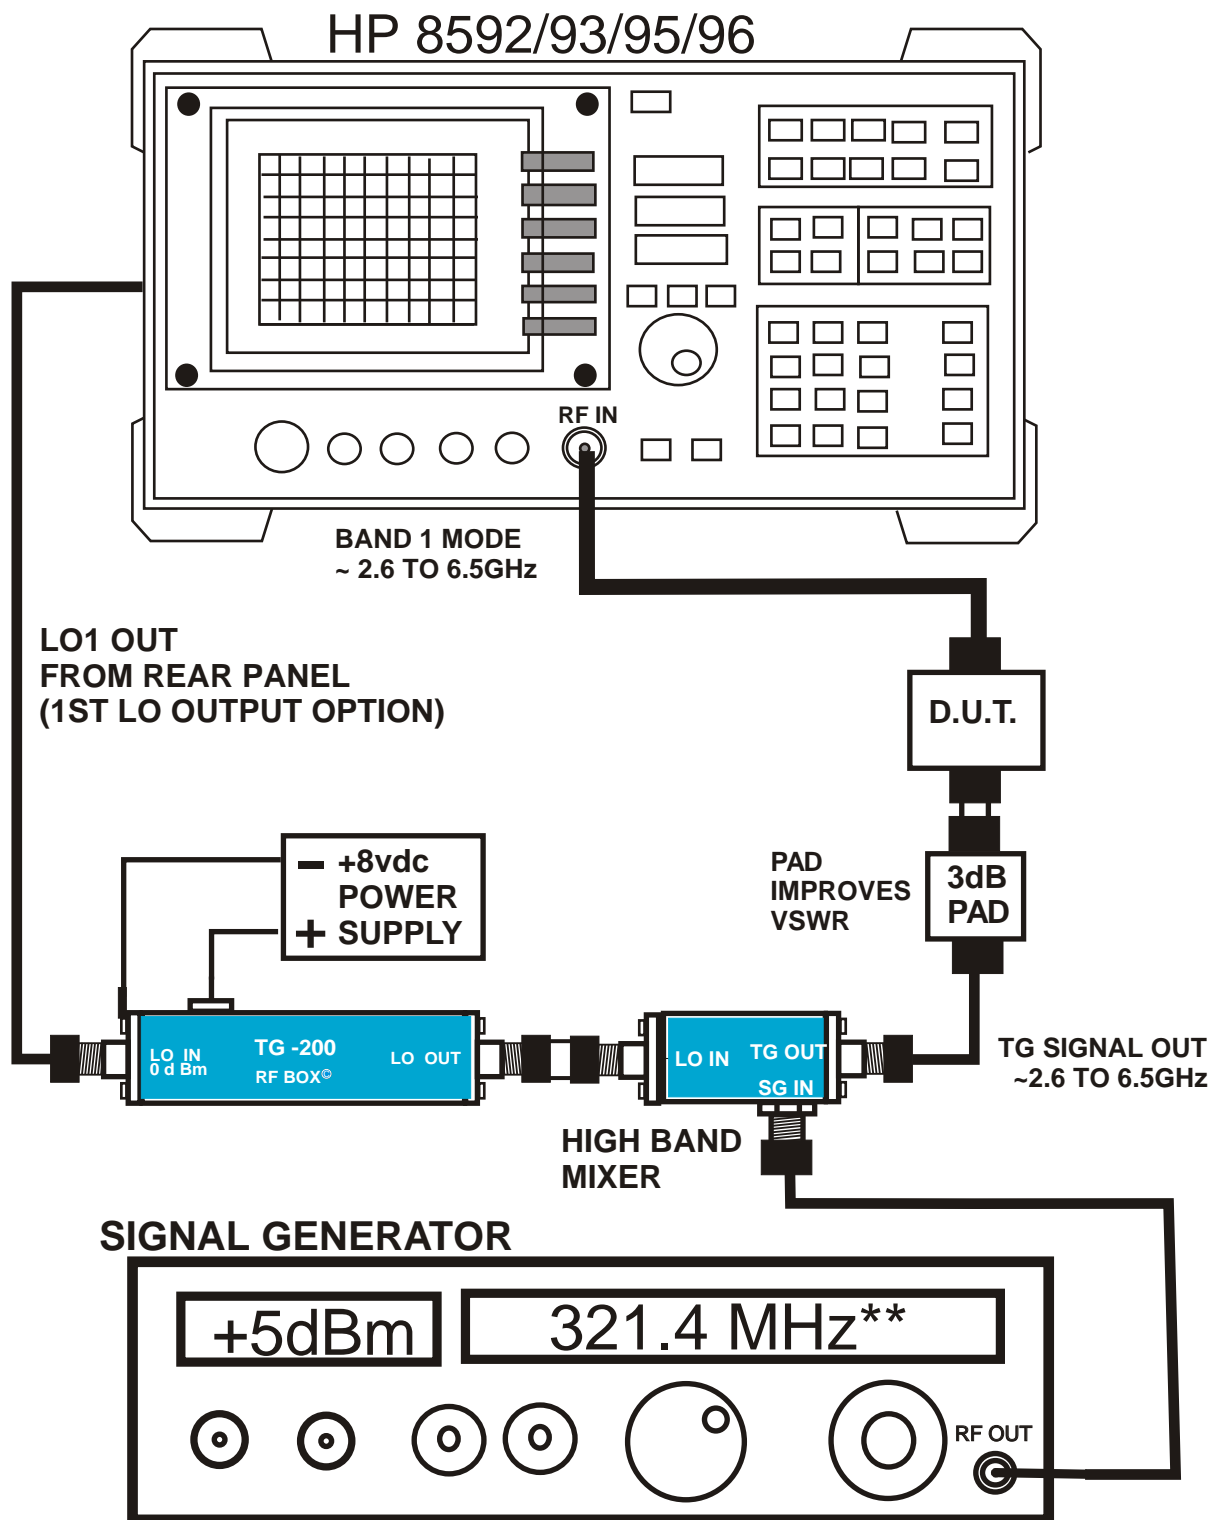 HP 8592/93/95/96
RF IN
BAND 1 MODE
~ 2.6 TO 6.5GHz
LO1 OUT
FROM REAR PANEL
(1ST LO OUTPUT OPTION)
D.U.T.
– +8vdc
POWER
+ SUPPLY
PAD
IMPROVES
VSWR
3dB
PAD
LO IN
0 d Bm
TG -200
RF BOX©
LO OUT
LO IN
TG OUT
SG IN
TG SIGNAL OUT
~2.6 TO 6.5GHz
HIGH BAND
MIXER
SIGNAL GENERATOR
+5dBm
321.4 MHz**
RF OUT